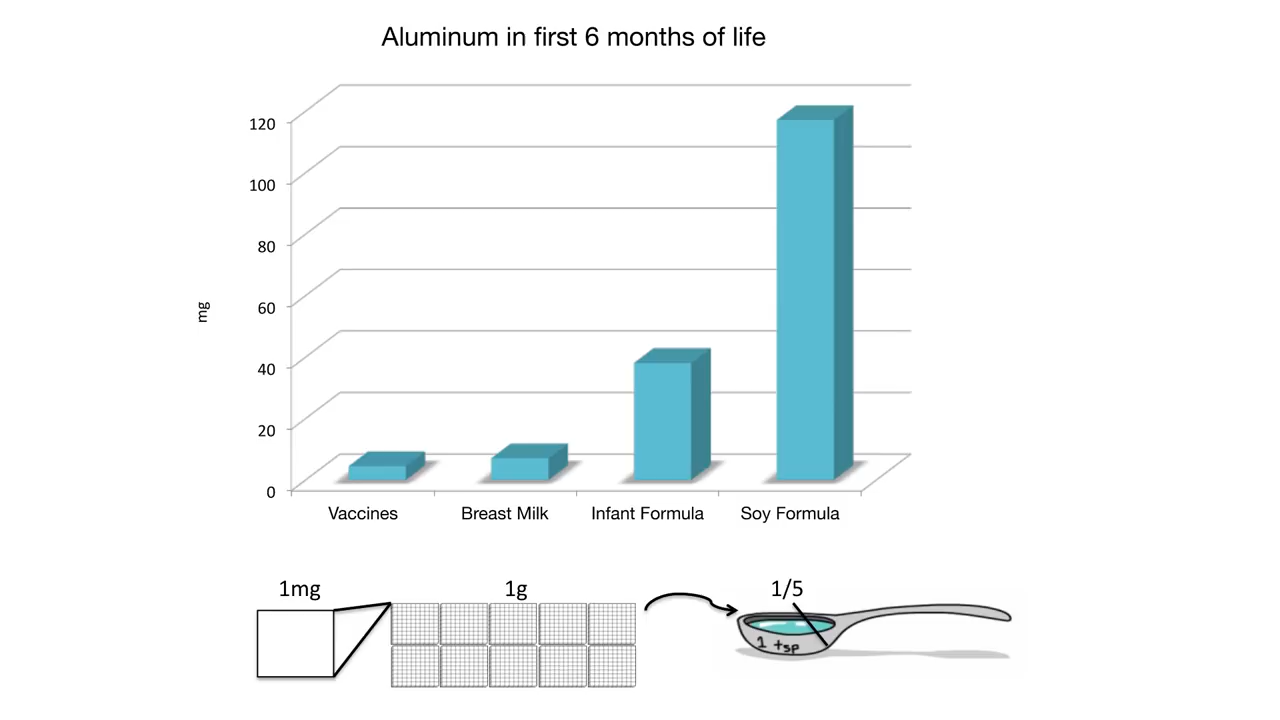 Aluminum in first 6 months of life
120
100
80
60
40
20
0
mg
Vaccines Breast Milk Infant Formula Soy Formula
1mg 1g 1/5
1 tsp